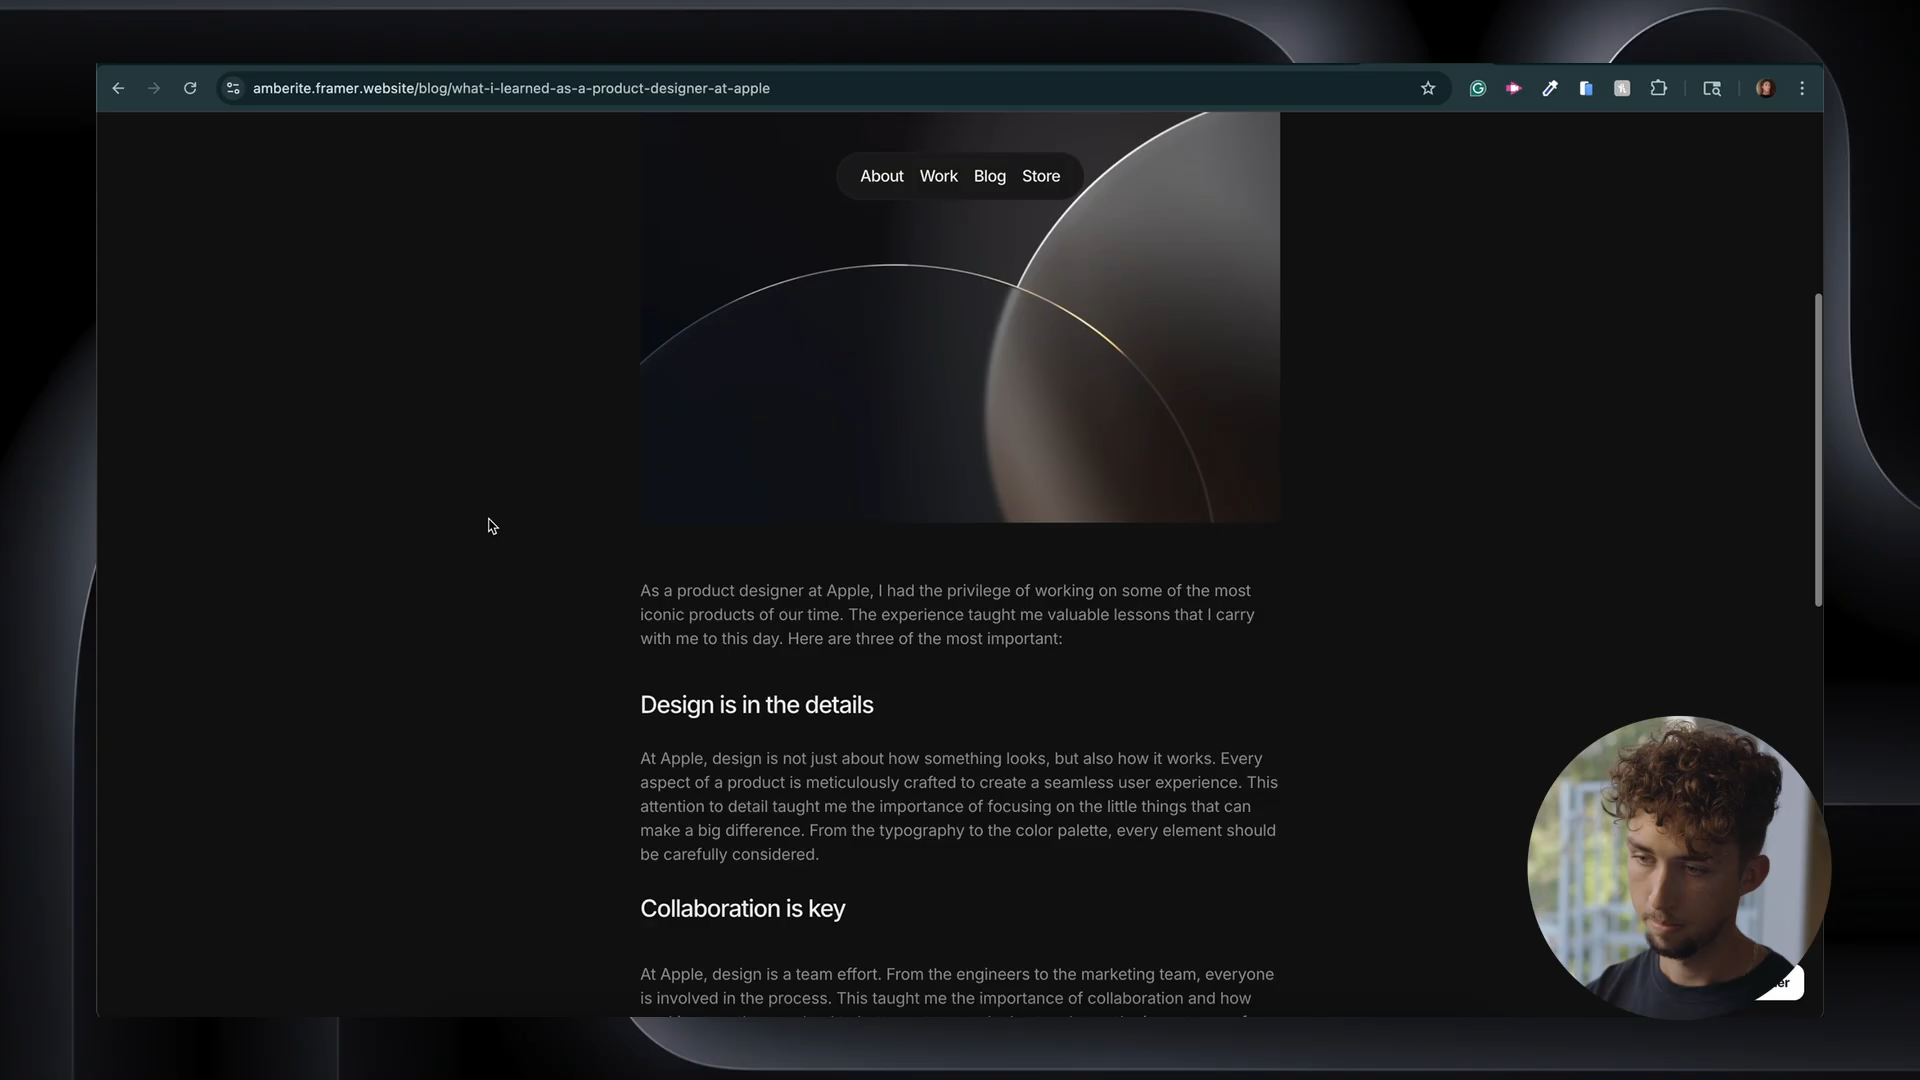 amberite.framer.website/blog/what-i-learned-as-a-product-designer-at-apple
About Work Blog Store
As a product designer at Apple, I had the privilege of working on some of the most
iconic products of our time. The experience taught me valuable lessons that I carry
with me to this day. Here are three of the most important:
Design is in the details
At Apple, design is not just about how something looks, but also how it works. Every
aspect of a product is meticulously crafted to create a seamless user experience. This
attention to detail taught me the importance of focusing on the little things that can
make a big difference. From the typography to the color palette, every element should
be carefully considered.
Collaboration is key
At Apple, design is a team effort. From the engineers to the marketing team, everyone
is involved in the process. This taught me the importance of collaboration and how